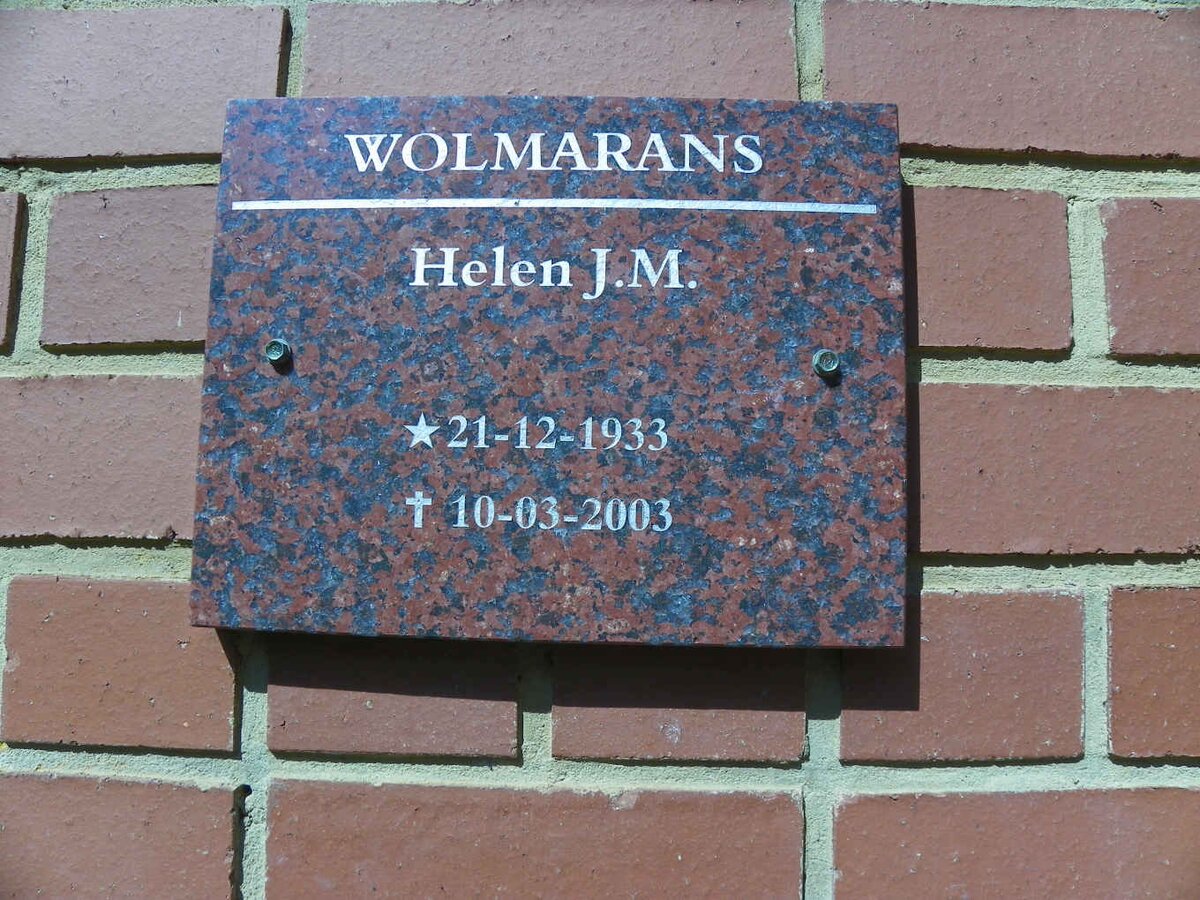 WOLMARANS
Helen J.M.
★21-12-1933
✝ 10-03-2003